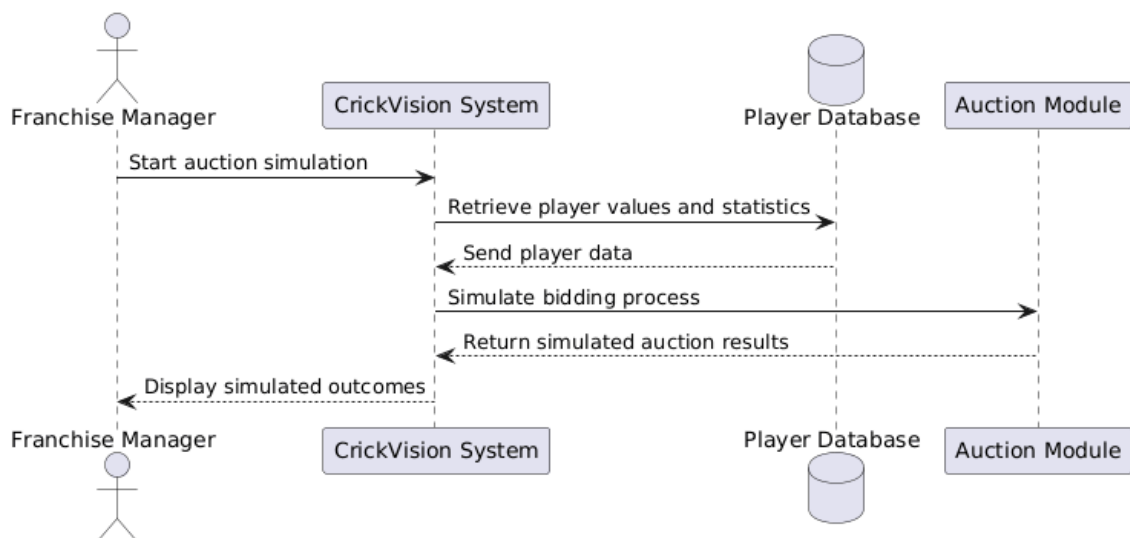 Franchise Manager
CrickVision System
Player Database
Auction Module
Start auction simulation
Retrieve player values and statistics
Send player data
Simulate bidding process
Return simulated auction results
Display simulated outcomes
Franchise Manager
CrickVision System
Player Database
Auction Module